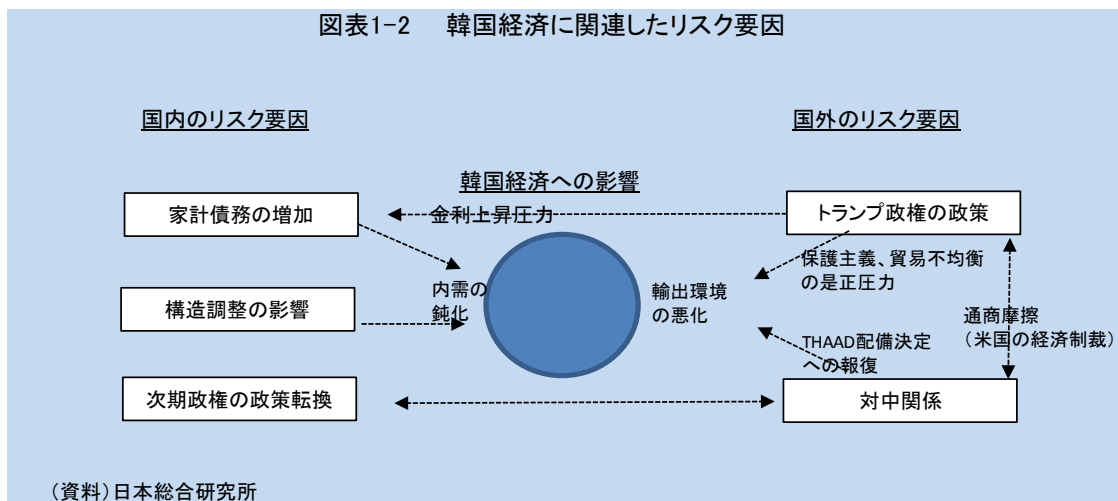 図表1-2 韓国経済に関連したリスク要因
国内のリスク要因
国外のリスク要因
韓国経済への影響
家計債務の増加
金利上昇圧力
トランプ政権の政策
保護主義、貿易不均衡
の是正圧力
内需の
鈍化
輸出環境
の悪化
構造調整の影響
通商摩擦
(米国の経済制裁)
THAAD配備決定
への報復
次期政権の政策転換
対中関係
(資料)日本総合研究所